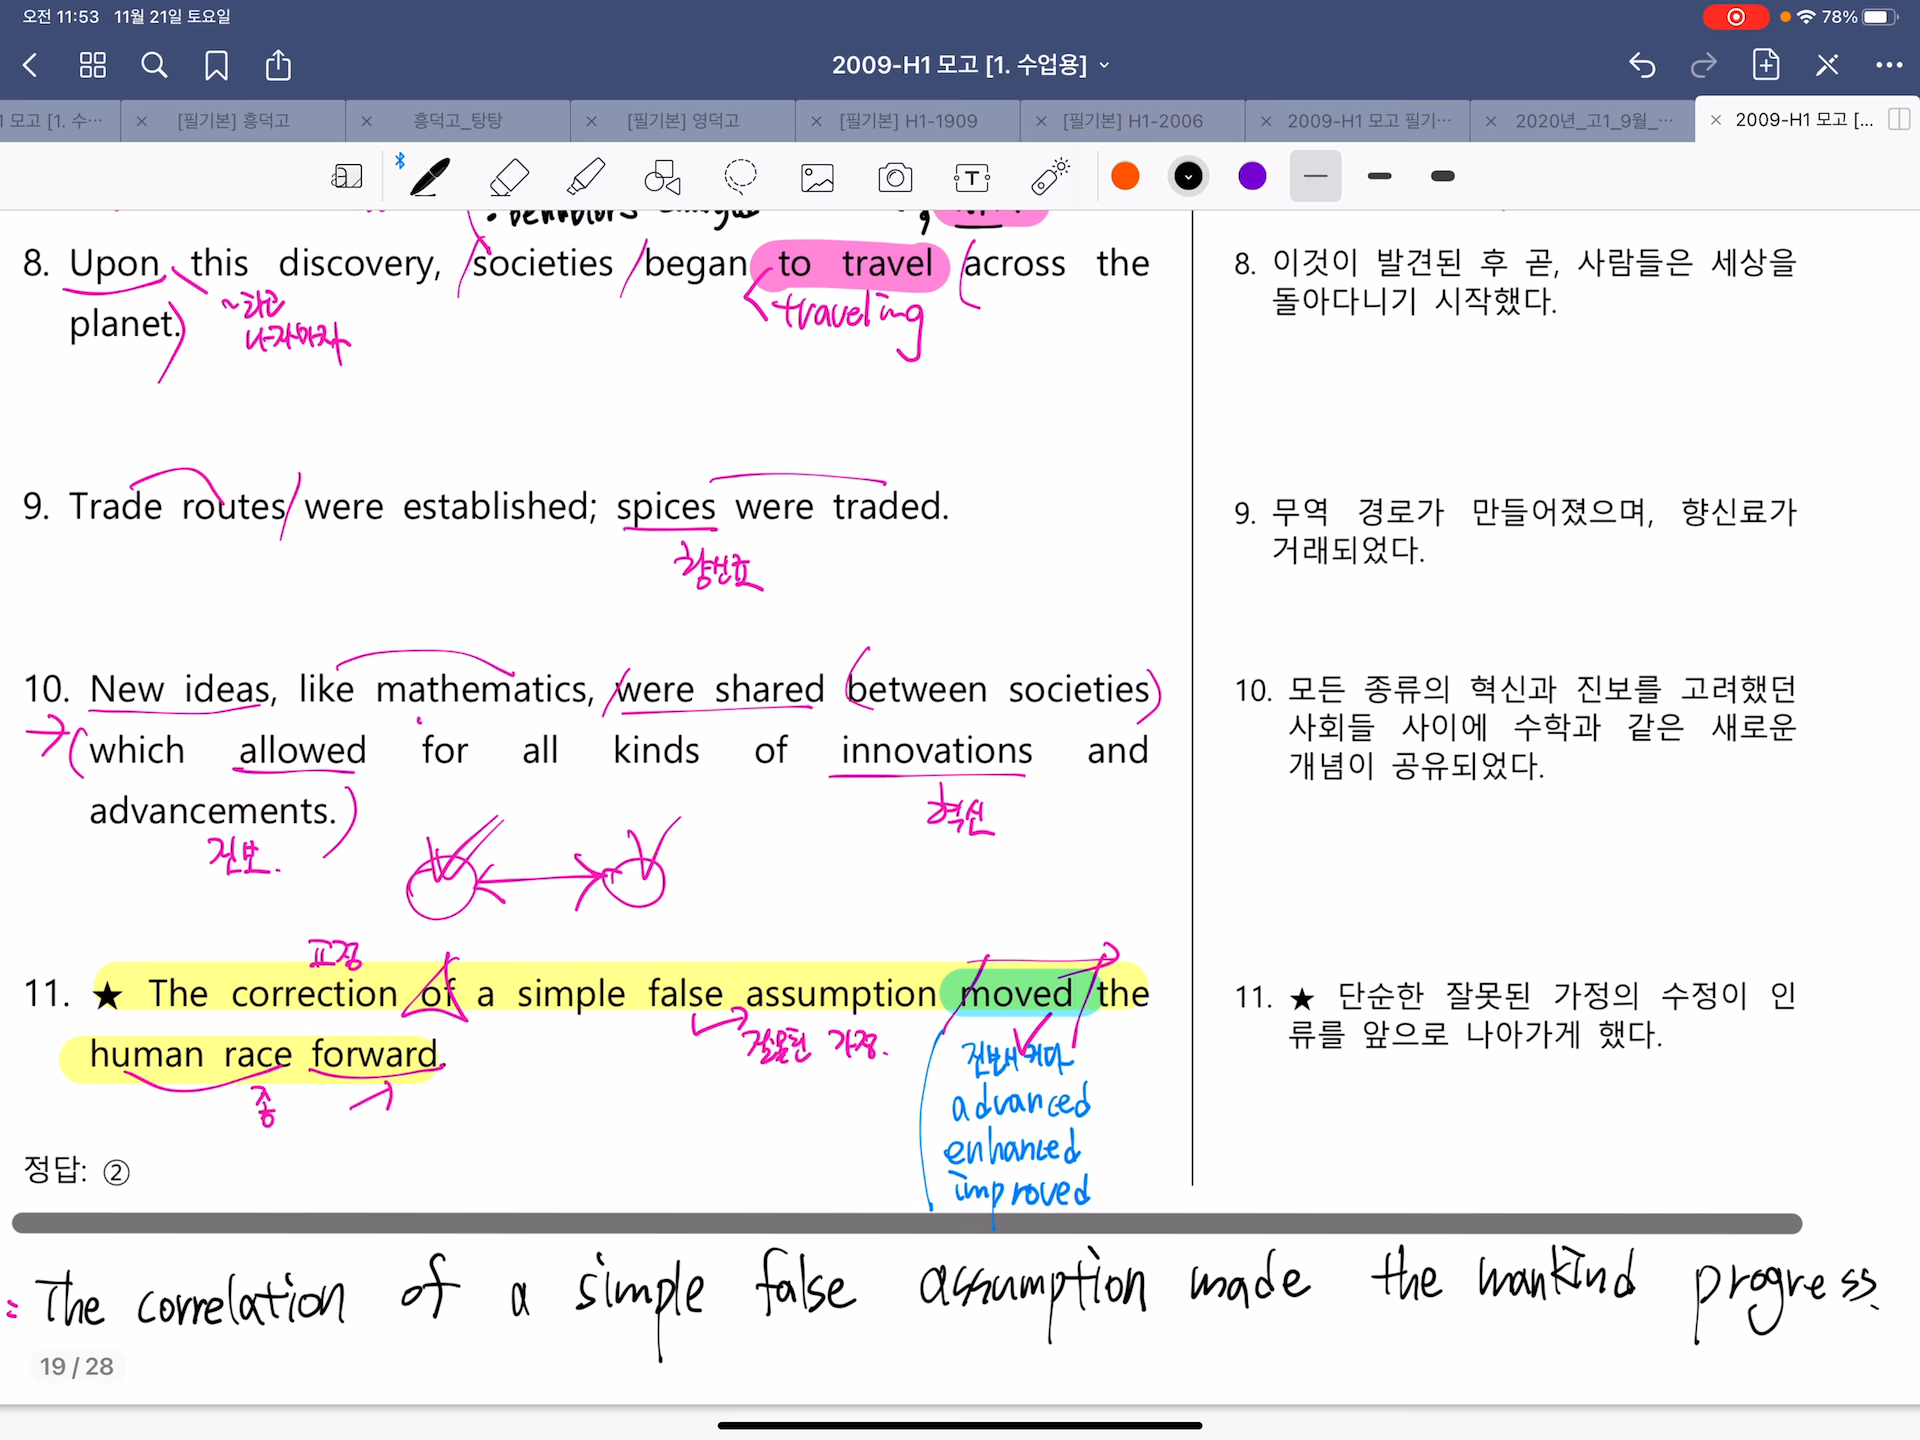 오전 11:53 11월 21일 토요일
78%
2009-H1 모고 [1. 수업용]
모고 [1. 수…
[필기본] 흥덕고
흥덕고_탕탕
[필기본] 영덕고
[필기본] H1-1909
[필기본] H1-2006
2009-H1 모고 필기…
2020년_고1_9월_…
2009-H1 모고 [...
8. Upon this discovery, societies began to travel across the
planet.
~하고
나자마자
traveling
8. 이것이 발견된 후 곧, 사람들은 세상을
돌아다니기 시작했다.
9. Trade routes were established; spices were traded.
향신료
9. 무역 경로가 만들어졌으며, 향신료가
거래되었다.
10. New ideas, like mathematics, were shared between societies
which allowed for all kinds of innovations and
advancements.
혁신
진보.
10. 모든 종류의 혁신과 진보를 고려했던
사회들 사이에 수학과 같은 새로운
개념이 공유되었다.
교정
11. ★ The correction of a simple false assumption moved the
잘못된 가정.
human race forward.
종
진보시키다
advanced
enhanced
improved
11. ★ 단순한 잘못된 가정의 수정이 인
류를 앞으로 나아가게 했다.
정답: ②
= The correlation of a simple false assumption made the mankind progress.
19 / 28